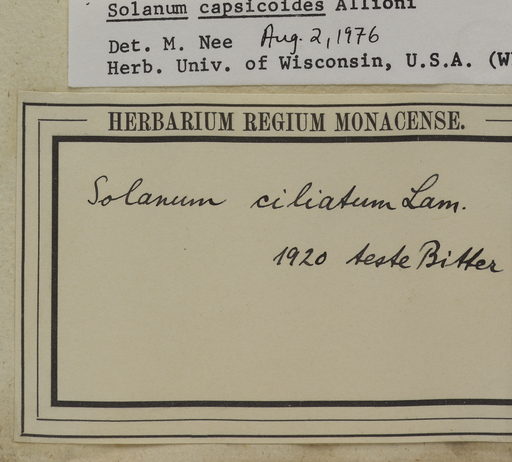 Solanum capsicoides Allioni
Det. M. Nee Aug. 2, 1976
Herb. Univ. of Wisconsin, U.S.A. (W
HERBARIUM REGIUM MONACENSE.
Solanum ciliatum Lam.
1920 teste Bitter